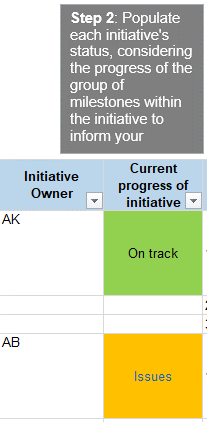 Step 2: Populate
each initiative's
status, considering
the progress of the
group of
milestones within
the initiative to
inform your
Initiative
Owner
Current
progress of
initiative
AK
On track
AB
Issues